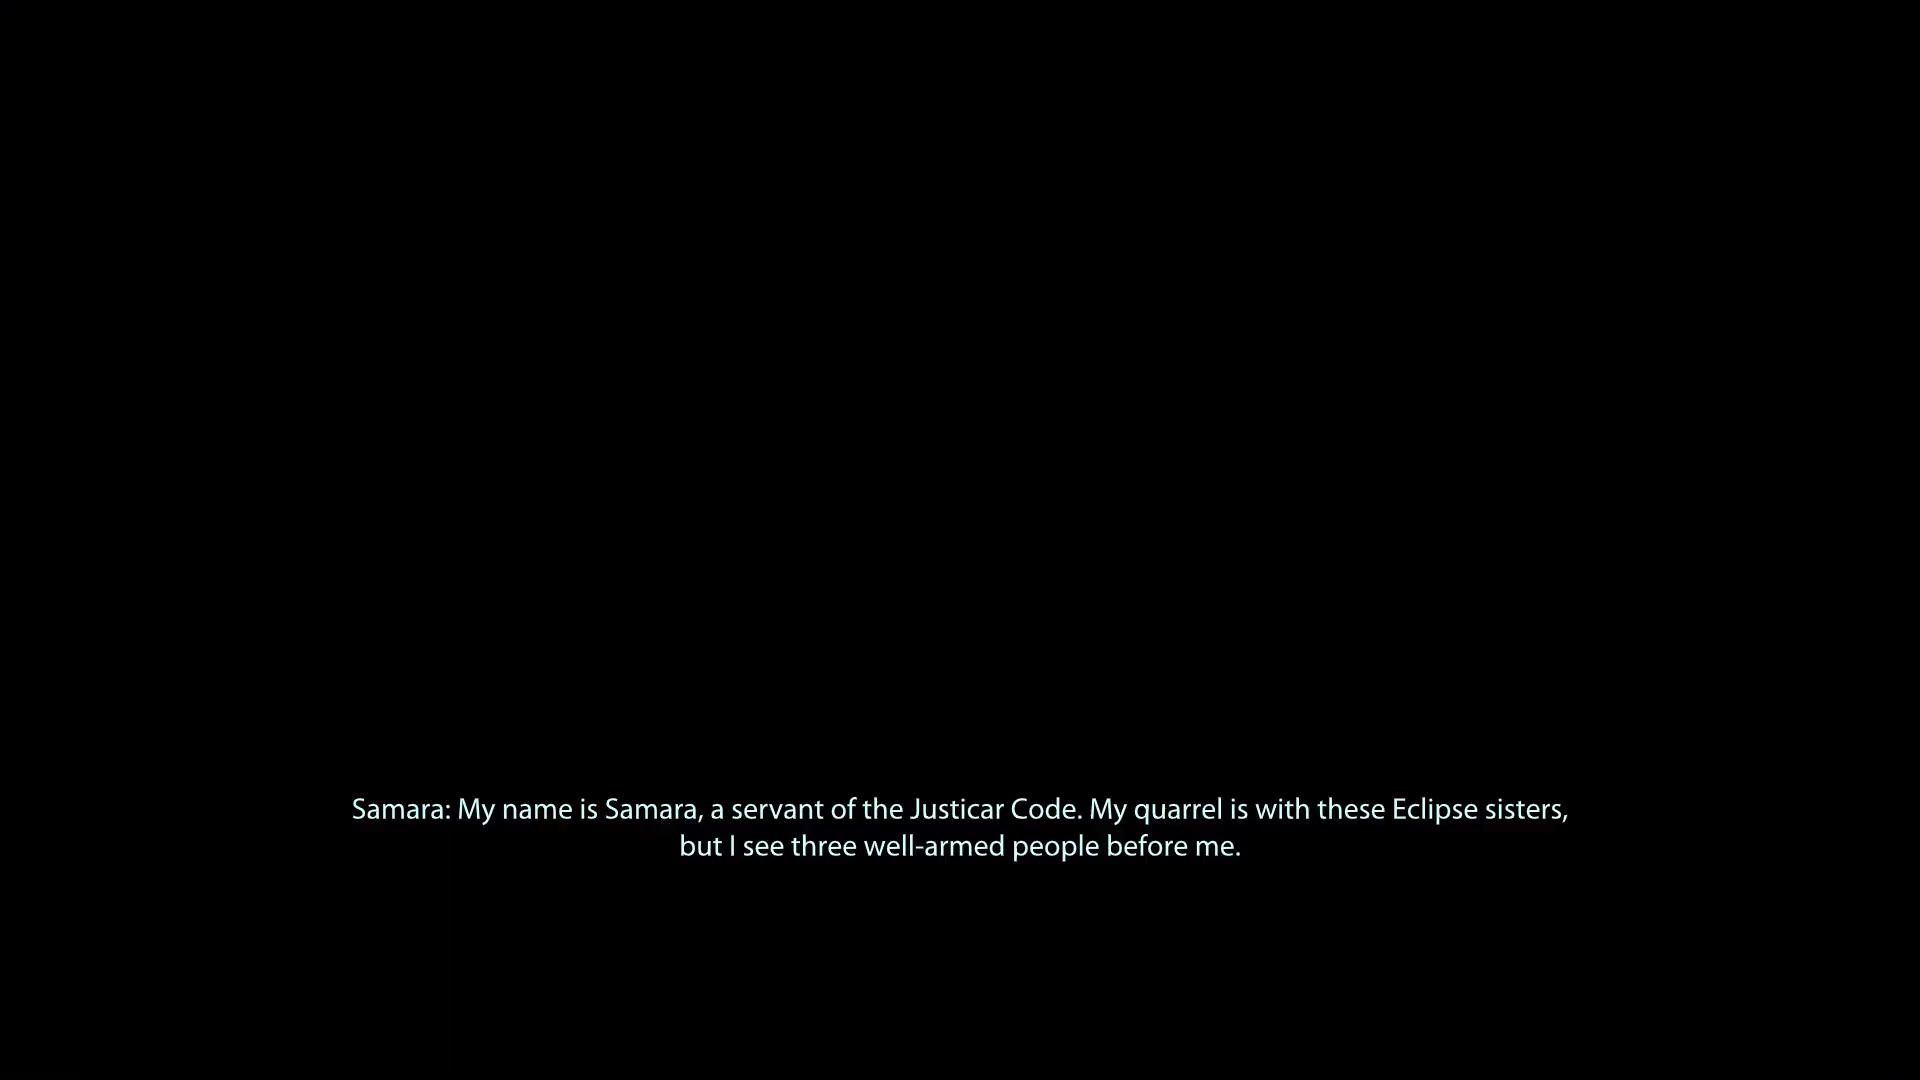 Samara: My name is Samara, a servant of the Justicar Code. My quarrel is with these Eclipse sisters,
but I see three well-armed people before me.